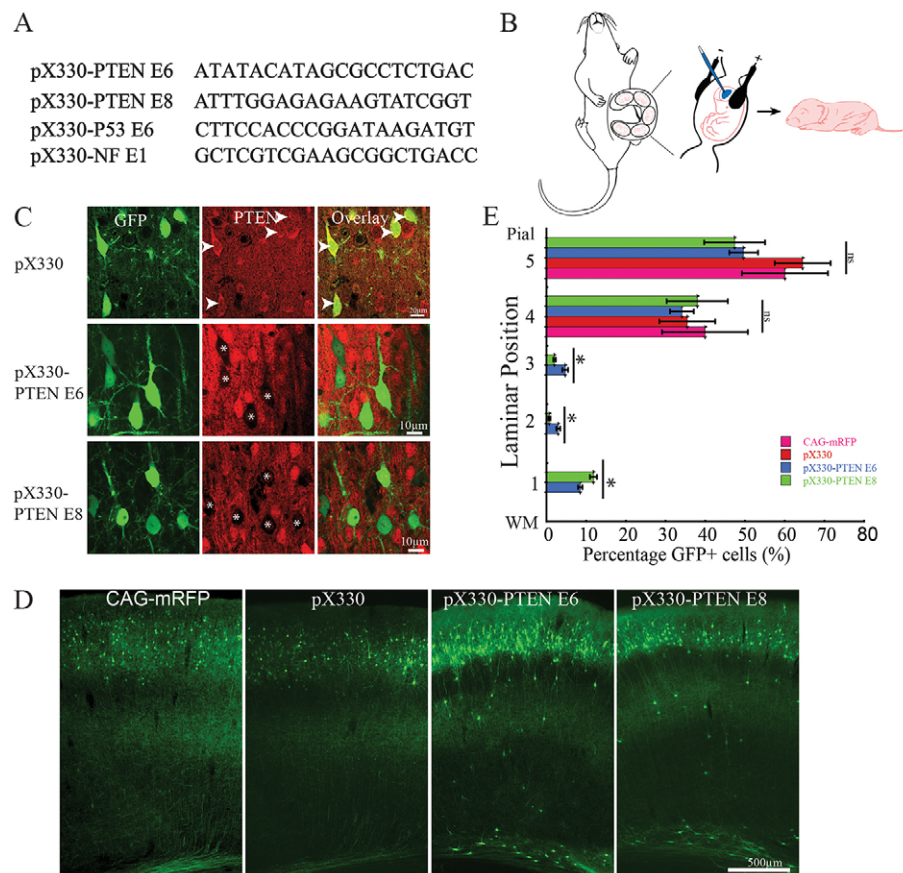 A
pX330-PTEN E6 ATATACATAGCGCCTCTGAC
pX330-PTEN E8 ATTTGGAGAGAAGTATCGGT
pX330-P53 E6 CTTCCACCCGGATAAGATGT
pX330-NF E1 GCTCGTCGAAGCGGCTGACC
B
- +
C
GFP PTEN Overlay
pX330
20μm
pX330-
PTEN E6
* * * *
10μm
pX330-
PTEN E8
* * * * *
10μm
E
Pial
5
ns
4
ns
3
*
2
*
1
*
WM
Laminar Position
CAG-mRFP
pX330
pX330-PTEN E6
pX330-PTEN E8
0 10 20 30 40 50 60 70 80
Percentage GFP+ cells (%)
D
CAG-mRFP pX330 pX330-PTEN E6 pX330-PTEN E8
500μm